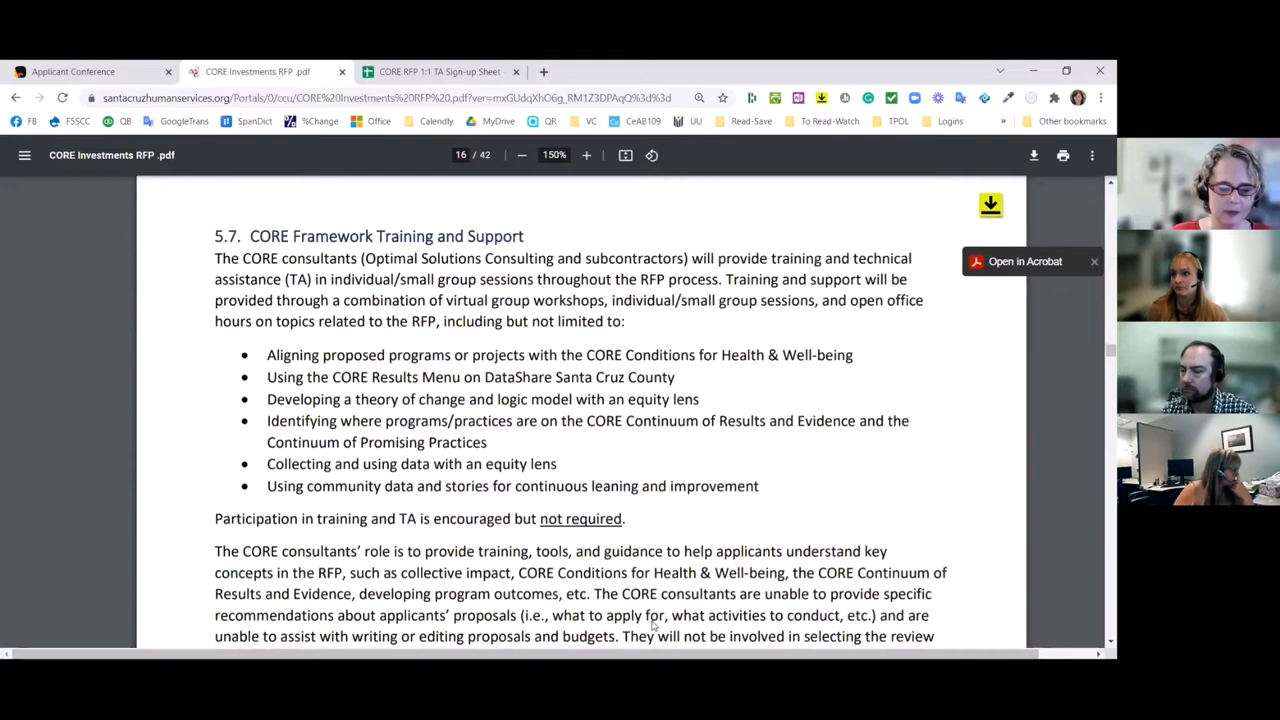 Applicant Conference
CORE Investments RFP .pdf
CORE RFP 1:1 TA Sign-up Sheet -
santacruzhumanservices.org/Portals/0/ccu/CORE%20Investments%20RFP%20.pdf?ver=mxGUdqXhO6g_RM1Z3DPAqQ%3d%3d
FB F5SCC QB GoogleTrans SpanDict %Change Office Calendly MyDrive QR VC CeAB109 UU Read-Save To Read-Watch TPOL Logins » Other bookmarks
CORE Investments RFP .pdf 16 / 42 150%
Open in Acrobat
5.7. CORE Framework Training and Support
The CORE consultants (Optimal Solutions Consulting and subcontractors) will provide training and technical
assistance (TA) in individual/small group sessions throughout the RFP process. Training and support will be
provided through a combination of virtual group workshops, individual/small group sessions, and open office
hours on topics related to the RFP, including but not limited to:
• Aligning proposed programs or projects with the CORE Conditions for Health & Well-being
• Using the CORE Results Menu on DataShare Santa Cruz County
• Developing a theory of change and logic model with an equity lens
• Identifying where programs/practices are on the CORE Continuum of Results and Evidence and the
Continuum of Promising Practices
• Collecting and using data with an equity lens
• Using community data and stories for continuous leaning and improvement
Participation in training and TA is encouraged but not required.
The CORE consultants' role is to provide training, tools, and guidance to help applicants understand key
concepts in the RFP, such as collective impact, CORE Conditions for Health & Well-being, the CORE Continuum of
Results and Evidence, developing program outcomes, etc. The CORE consultants are unable to provide specific
recommendations about applicants' proposals (i.e., what to apply for, what activities to conduct, etc.) and are
unable to assist with writing or editing proposals and budgets. They will not be involved in selecting the review